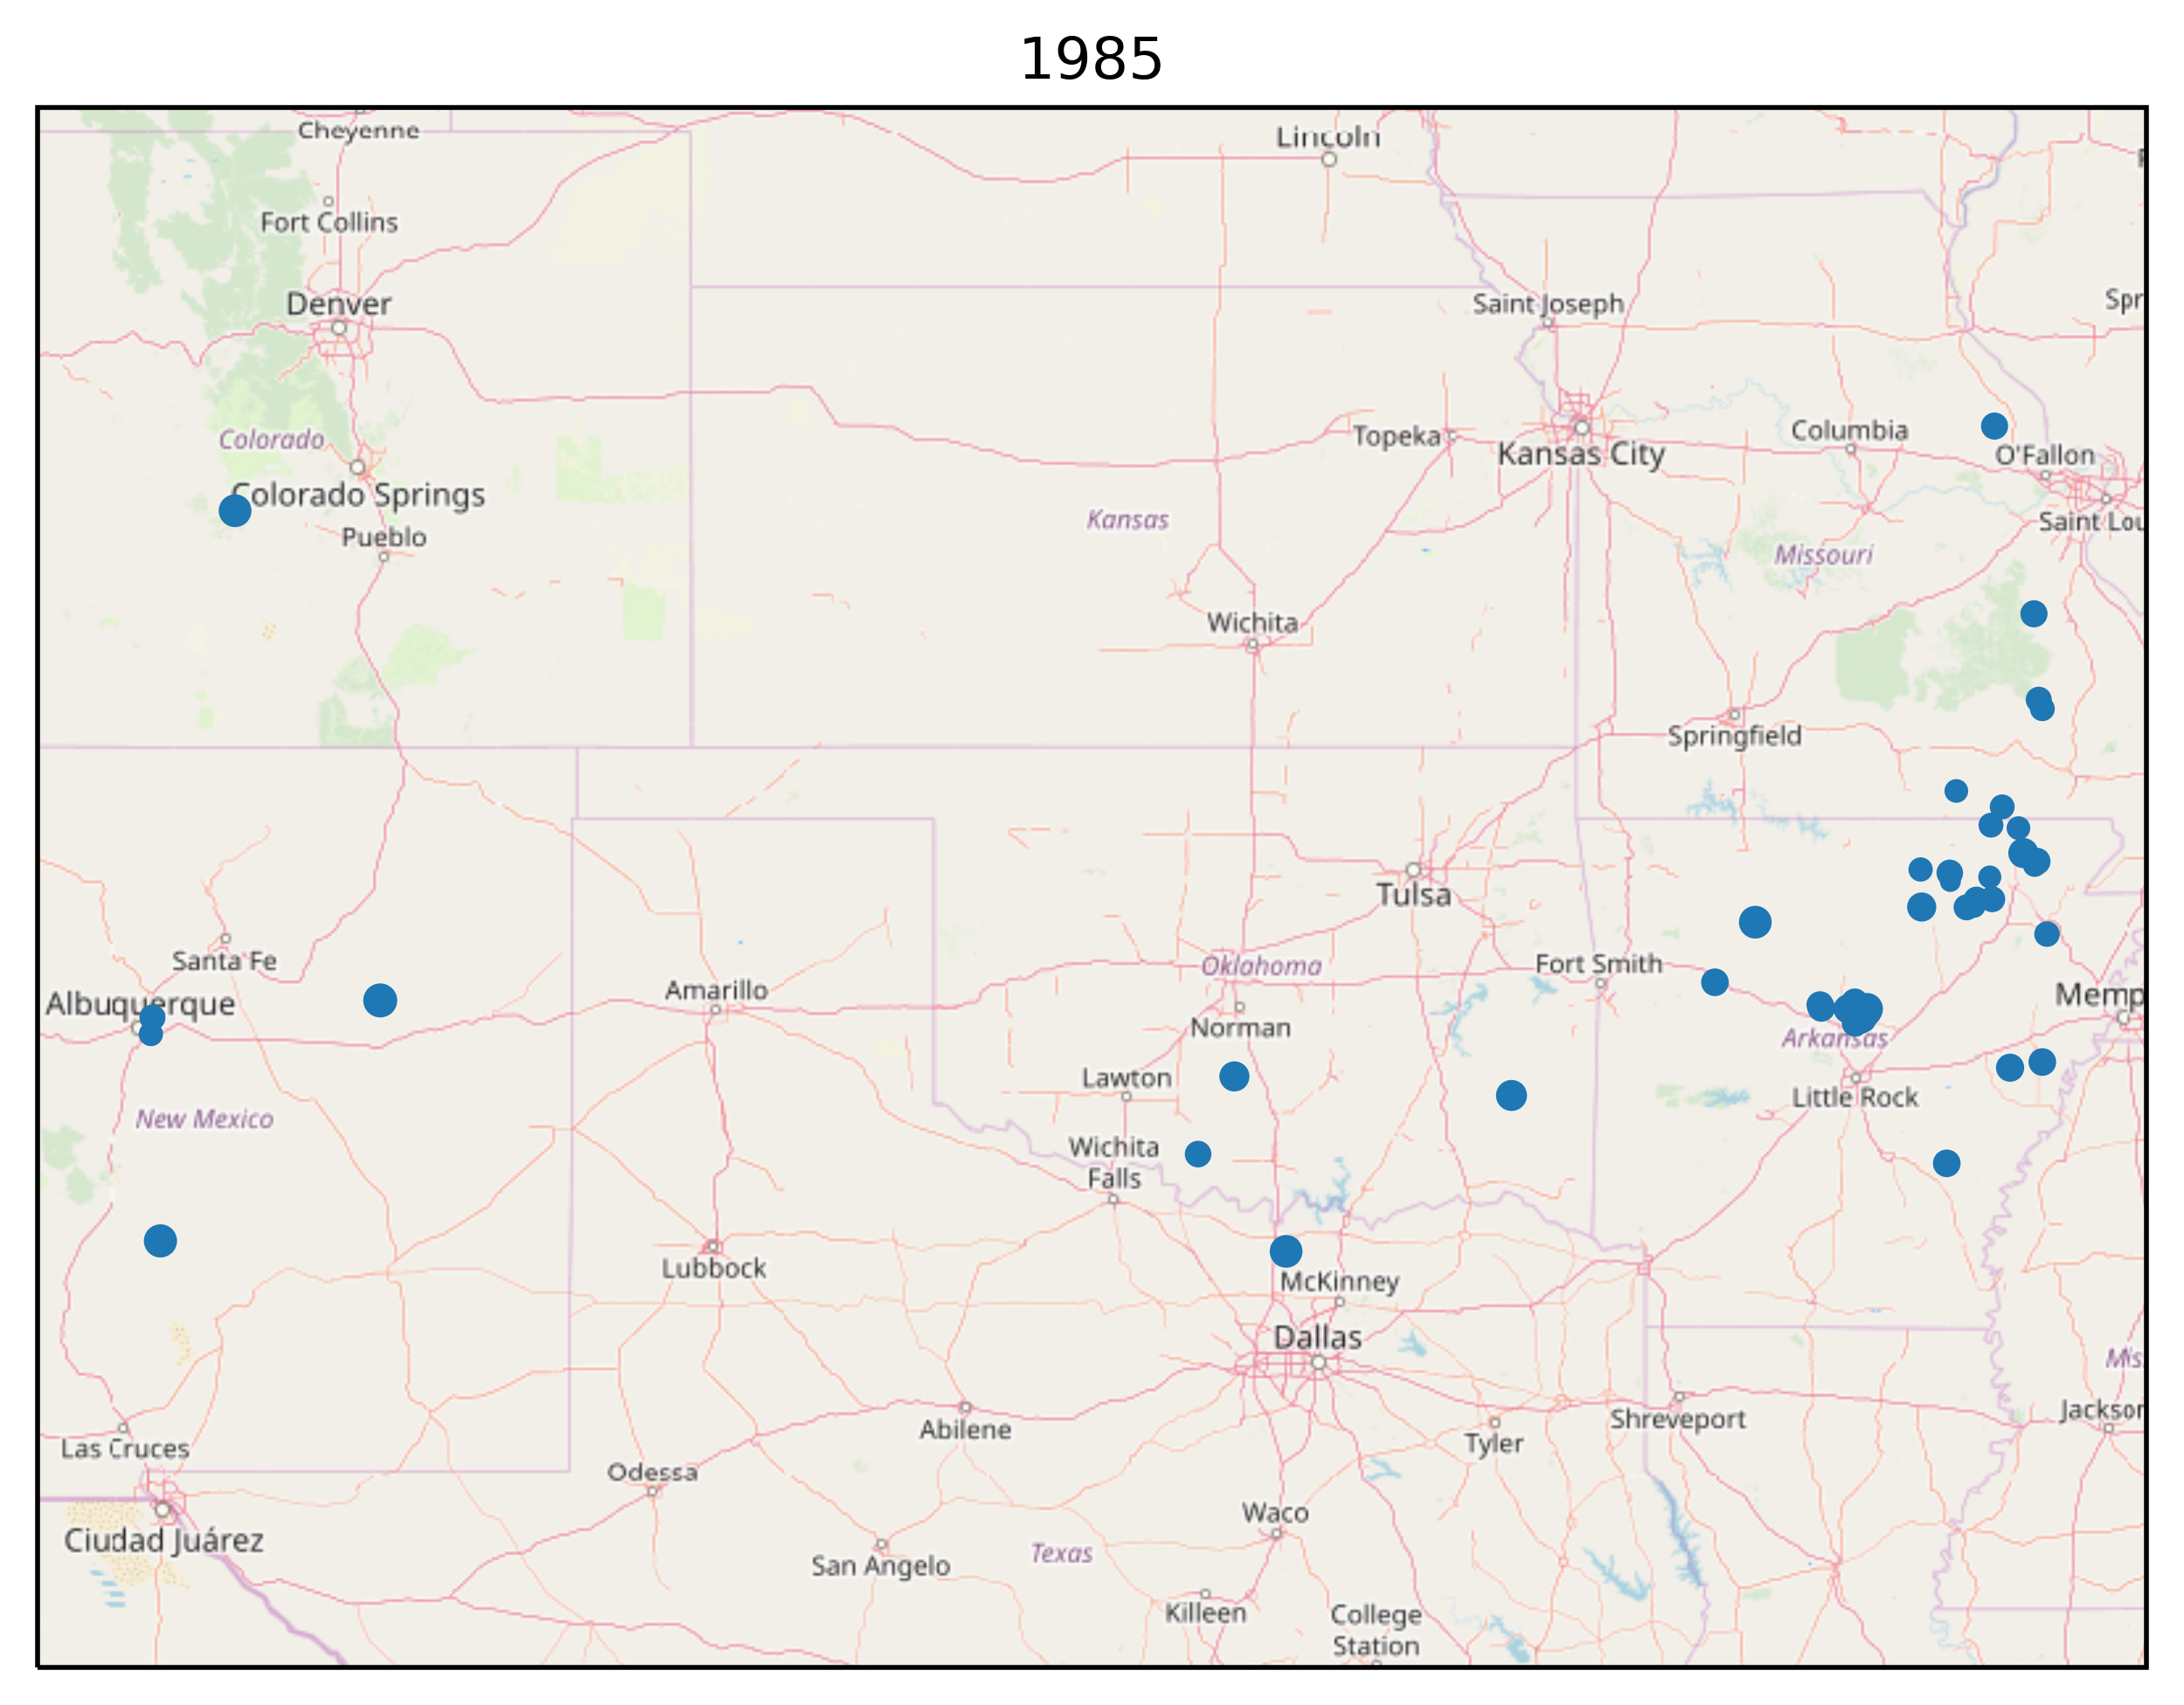 1985
Cheyenne
Lincoln
Fort Collins
Denver
Saint Joseph
Spr
Colorado
Topeka
Kansas City
Columbia
O'Fallon
Colorado Springs
Pueblo
Kansas
Saint Lou
Missouri
Wichita
Springfield
Tulsa
Santa Fe
Oklahoma
Fort Smith
Albuquerque
Amarillo
Memp
Norman
Arkansas
Lawton
Little Rock
New Mexico
Wichita
Falls
Lubbock
McKinney
Dallas
Mis
Abilene
Shreveport
Jackson
Las Cruces
Tyler
Odessa
Waco
Ciudad Juárez
Texas
San Angelo
Killeen
College
Station